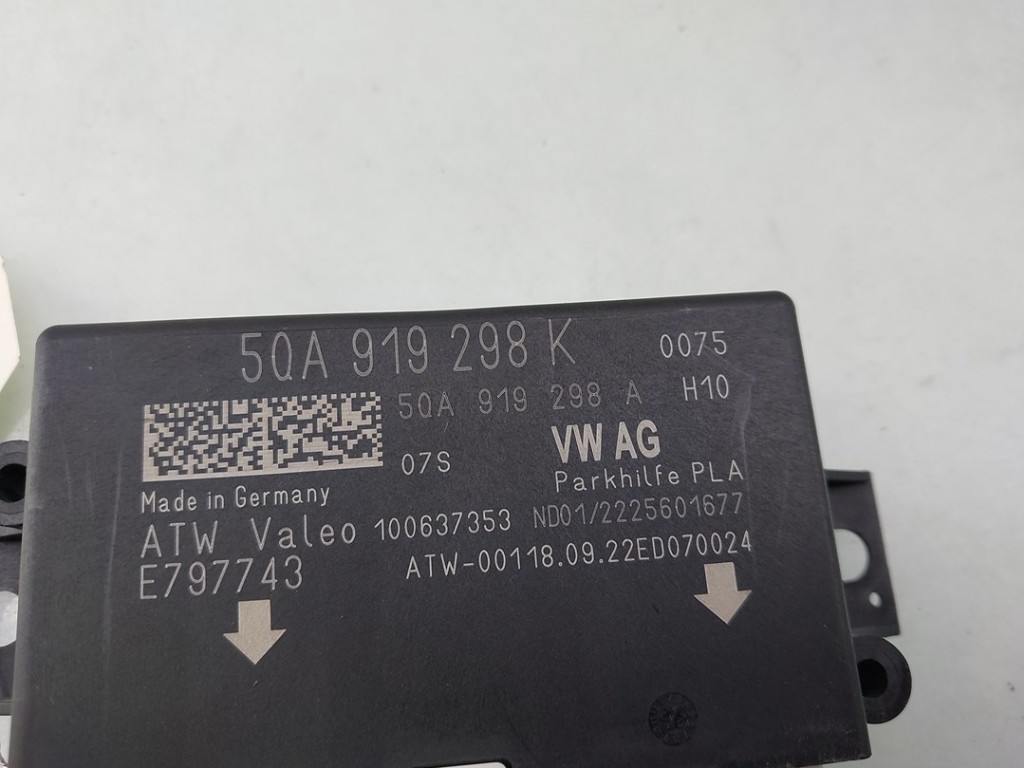 5QA 919 298 K 0075
5QA 919 298 A H10
07S VW AG
Parkhilfe PLA
Made in Germany
ATW Valeo 100637353 ND01/2225601677
E797743 ATW-00118.09.22ED070024